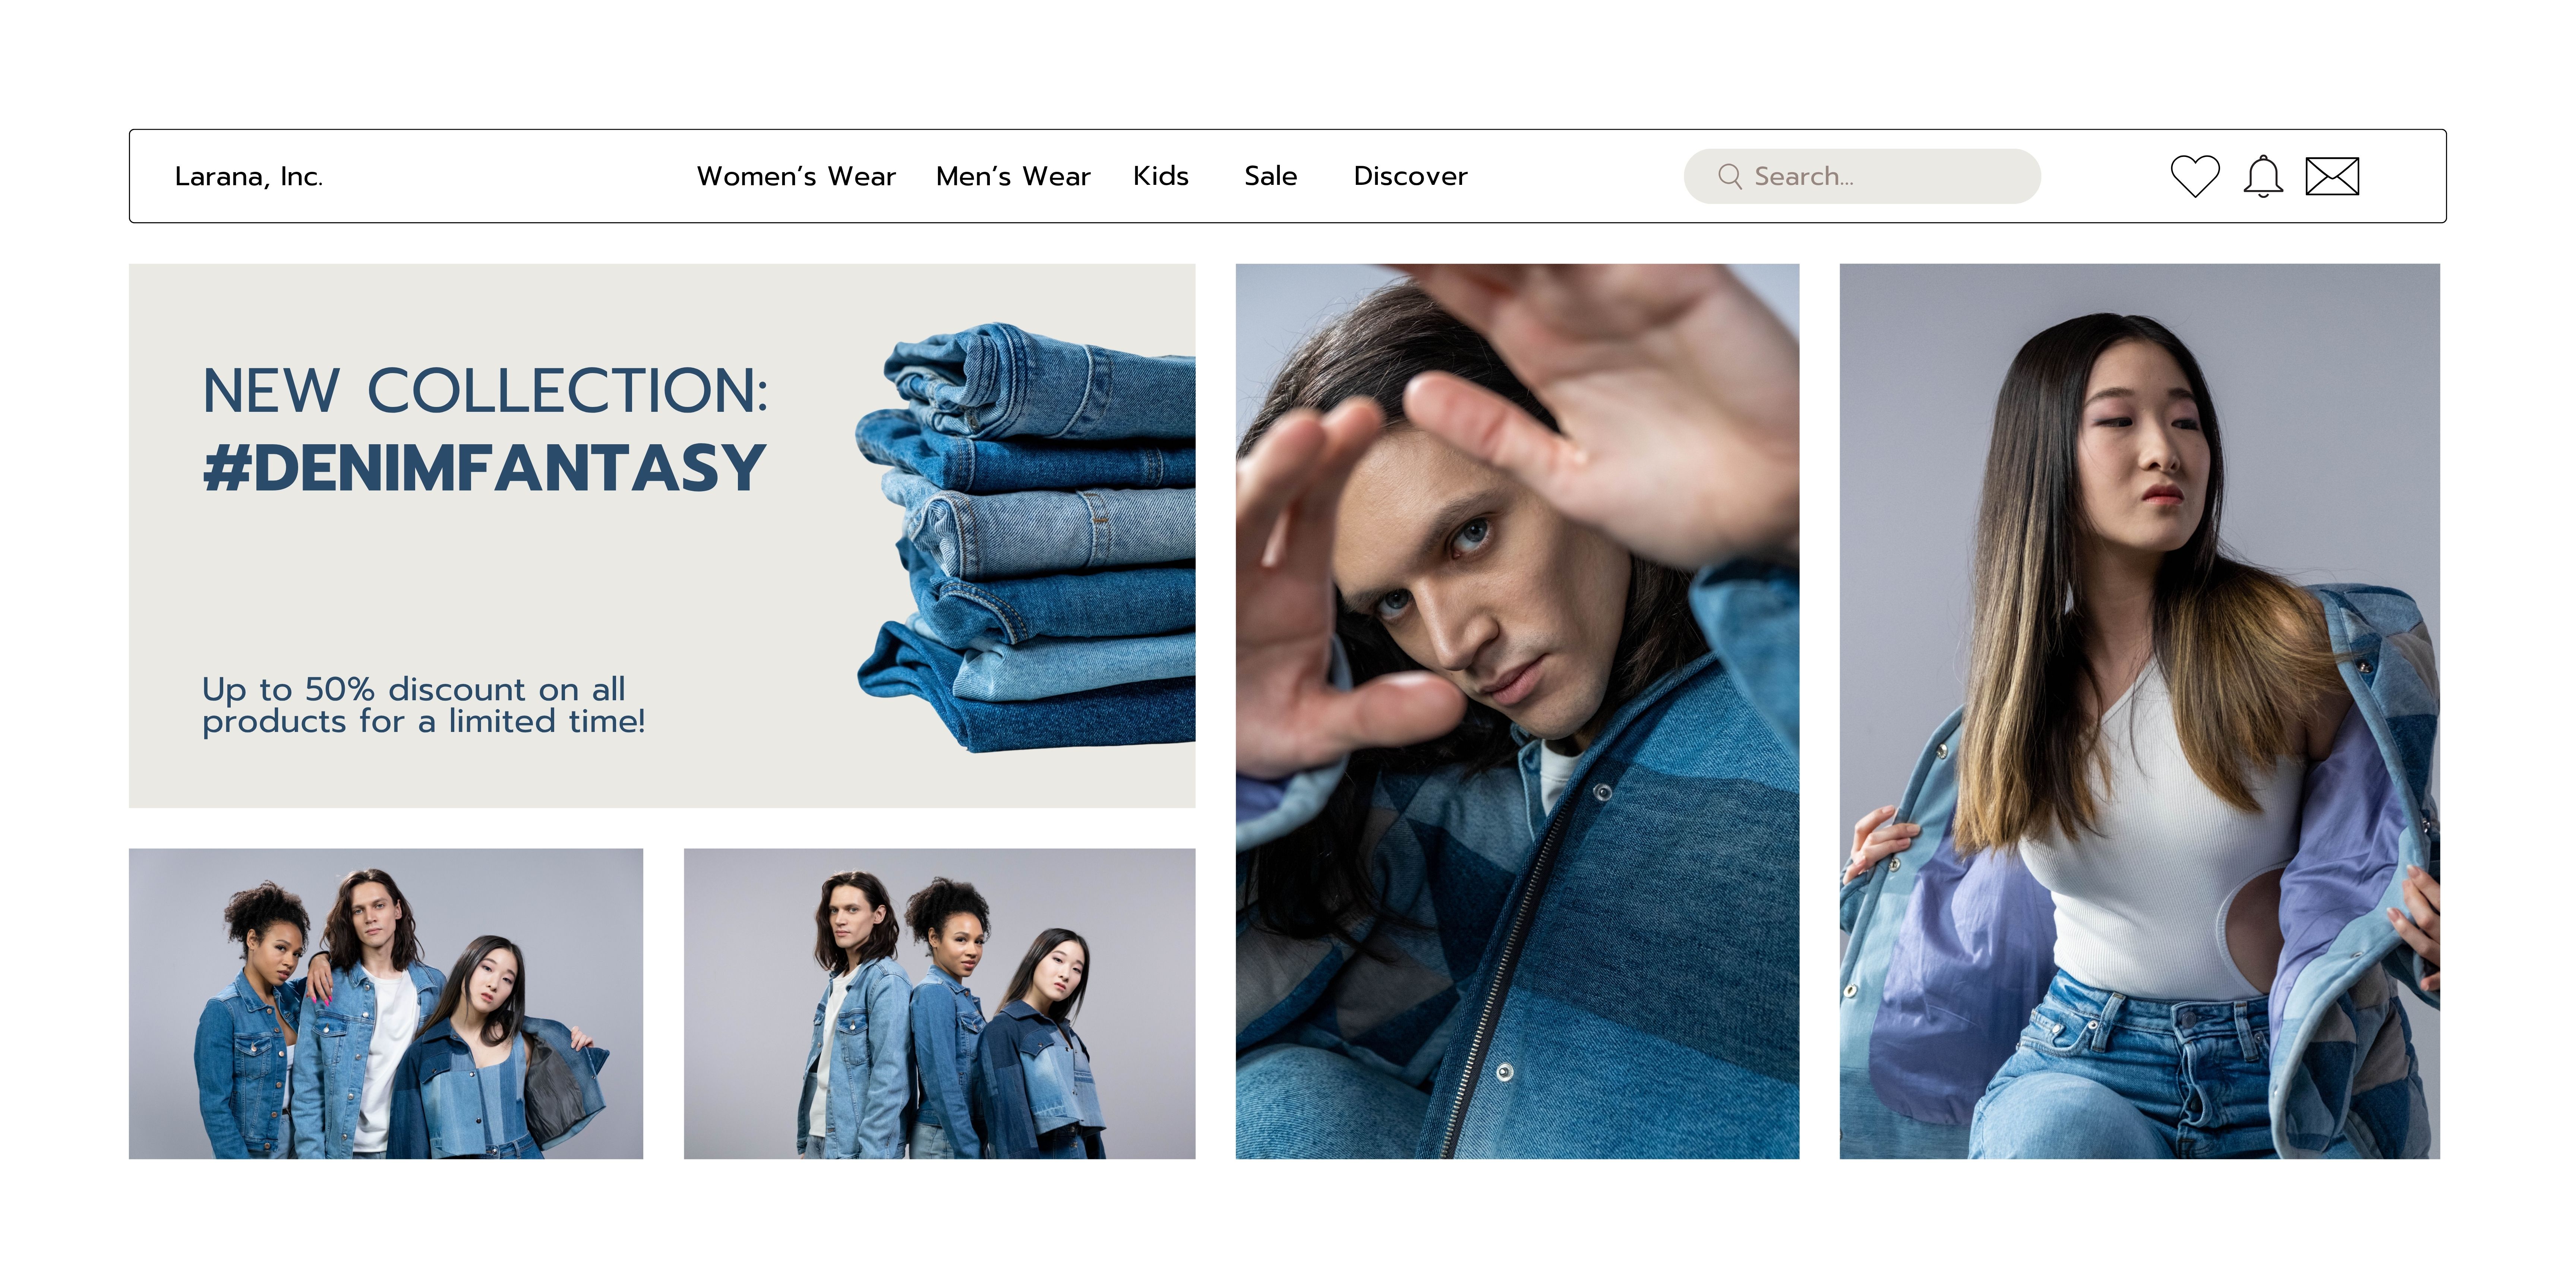 Larana, Inc.
Women’s Wear
Men’s Wear
Kids
Sale
Discover
Search...
NEW COLLECTION:
#DENIMFANTASY
Up to 50% discount on all
products for a limited time!